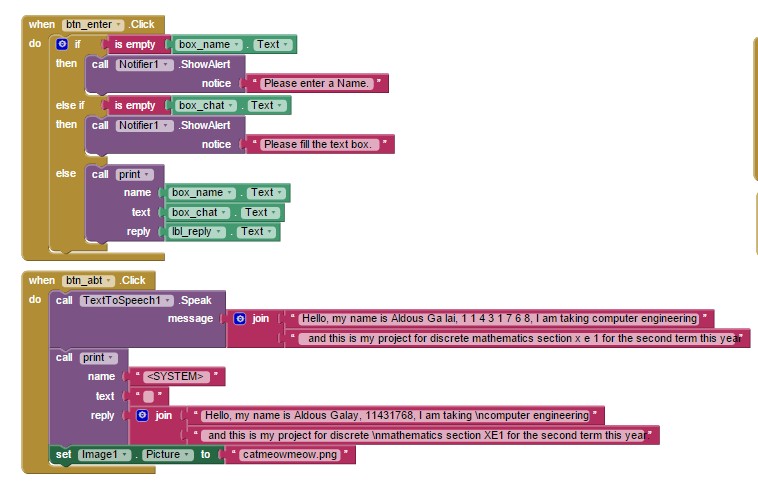 when btn_enter .Click
do if is empty box_name . Text
then call Notifier1 .ShowAlert
notice " Please enter a Name. "
else if is empty box_chat . Text
then call Notifier1 .ShowAlert
notice " Please fill the text box. "
else call print
name box_name . Text
text box_chat . Text
reply lbl_reply . Text
when btn_abt .Click
do call TextToSpeech1 .Speak
message join " Hello, my name is Aldous Ga lai, 1 1 4 3 1 7 6 8, I am taking computer engineering "
" and this is my project for discrete mathematics section x e 1 for the second term this year "
call print
name " <SYSTEM> "
text " "
reply join " Hello, my name is Aldous Galay, 11431768, I am taking \ncomputer engineering "
" and this is my project for discrete \nmathematics section XE1 for the second term this year. "
set Image1 . Picture to " catmeowmeow.png "